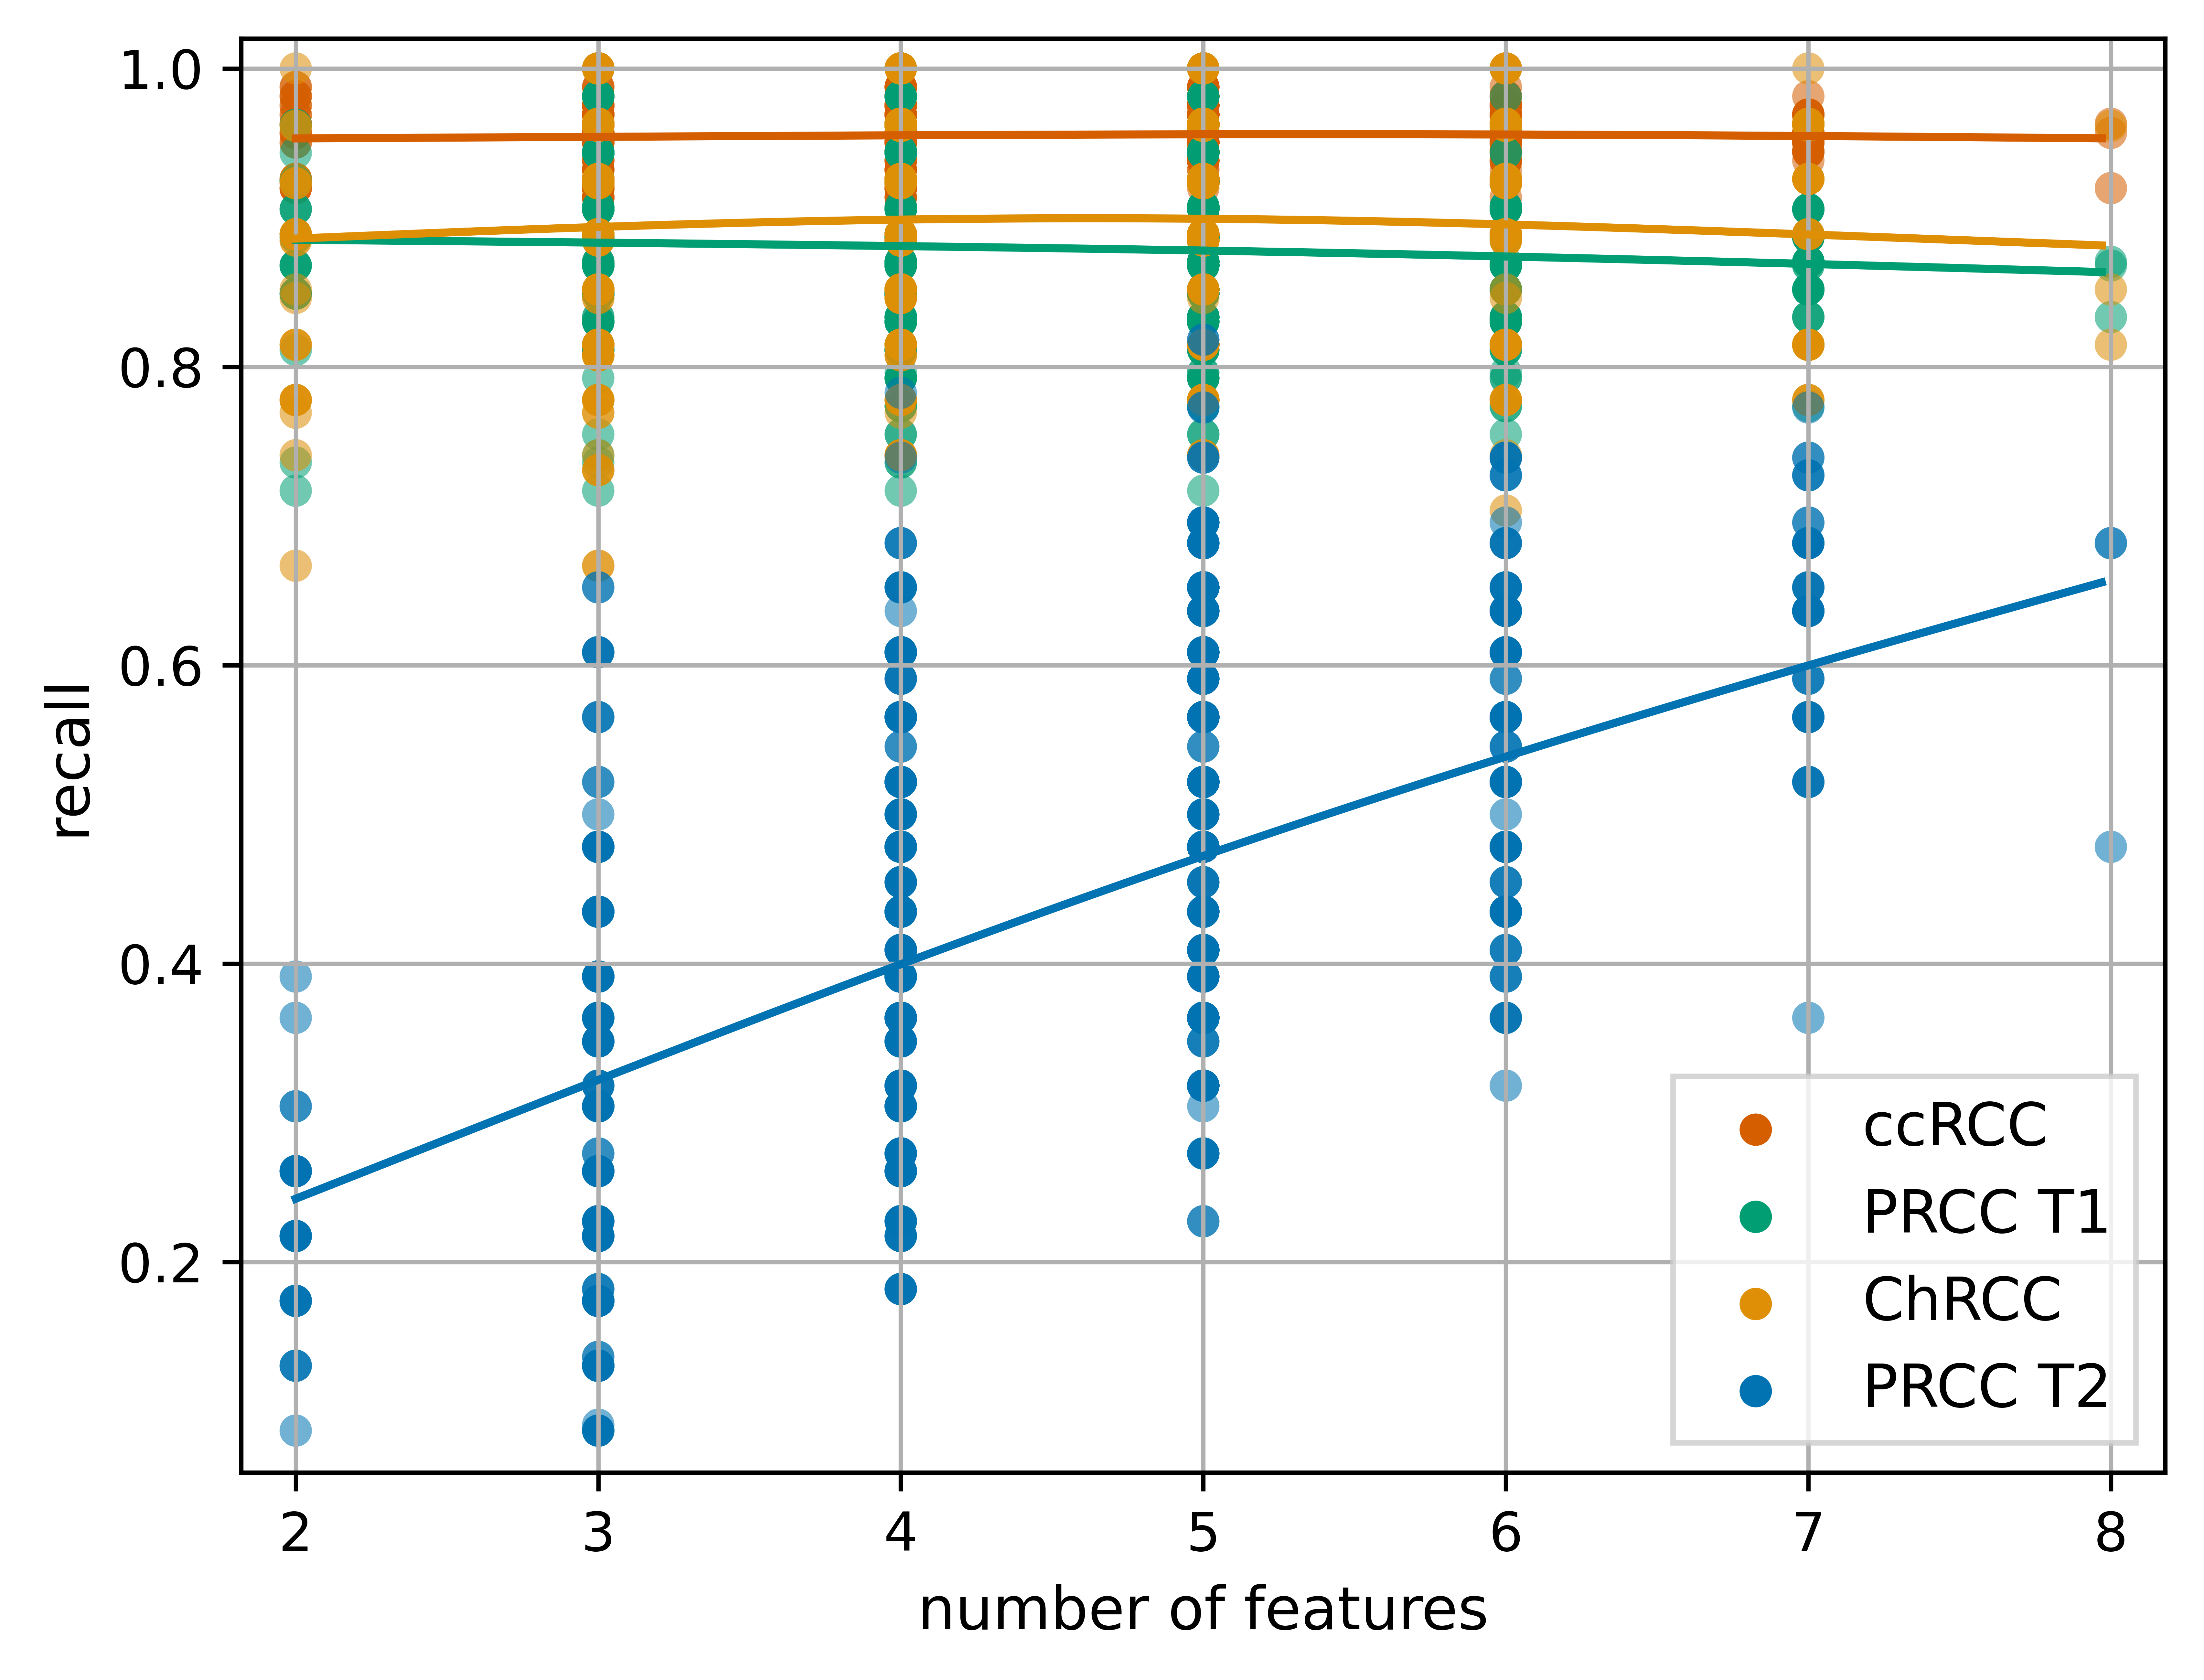 1.0
0.8
0.6
0.4
0.2
recall
ccRCC
PRCC T1
ChRCC
PRCC T2
2 3 4 5 6 7 8
number of features